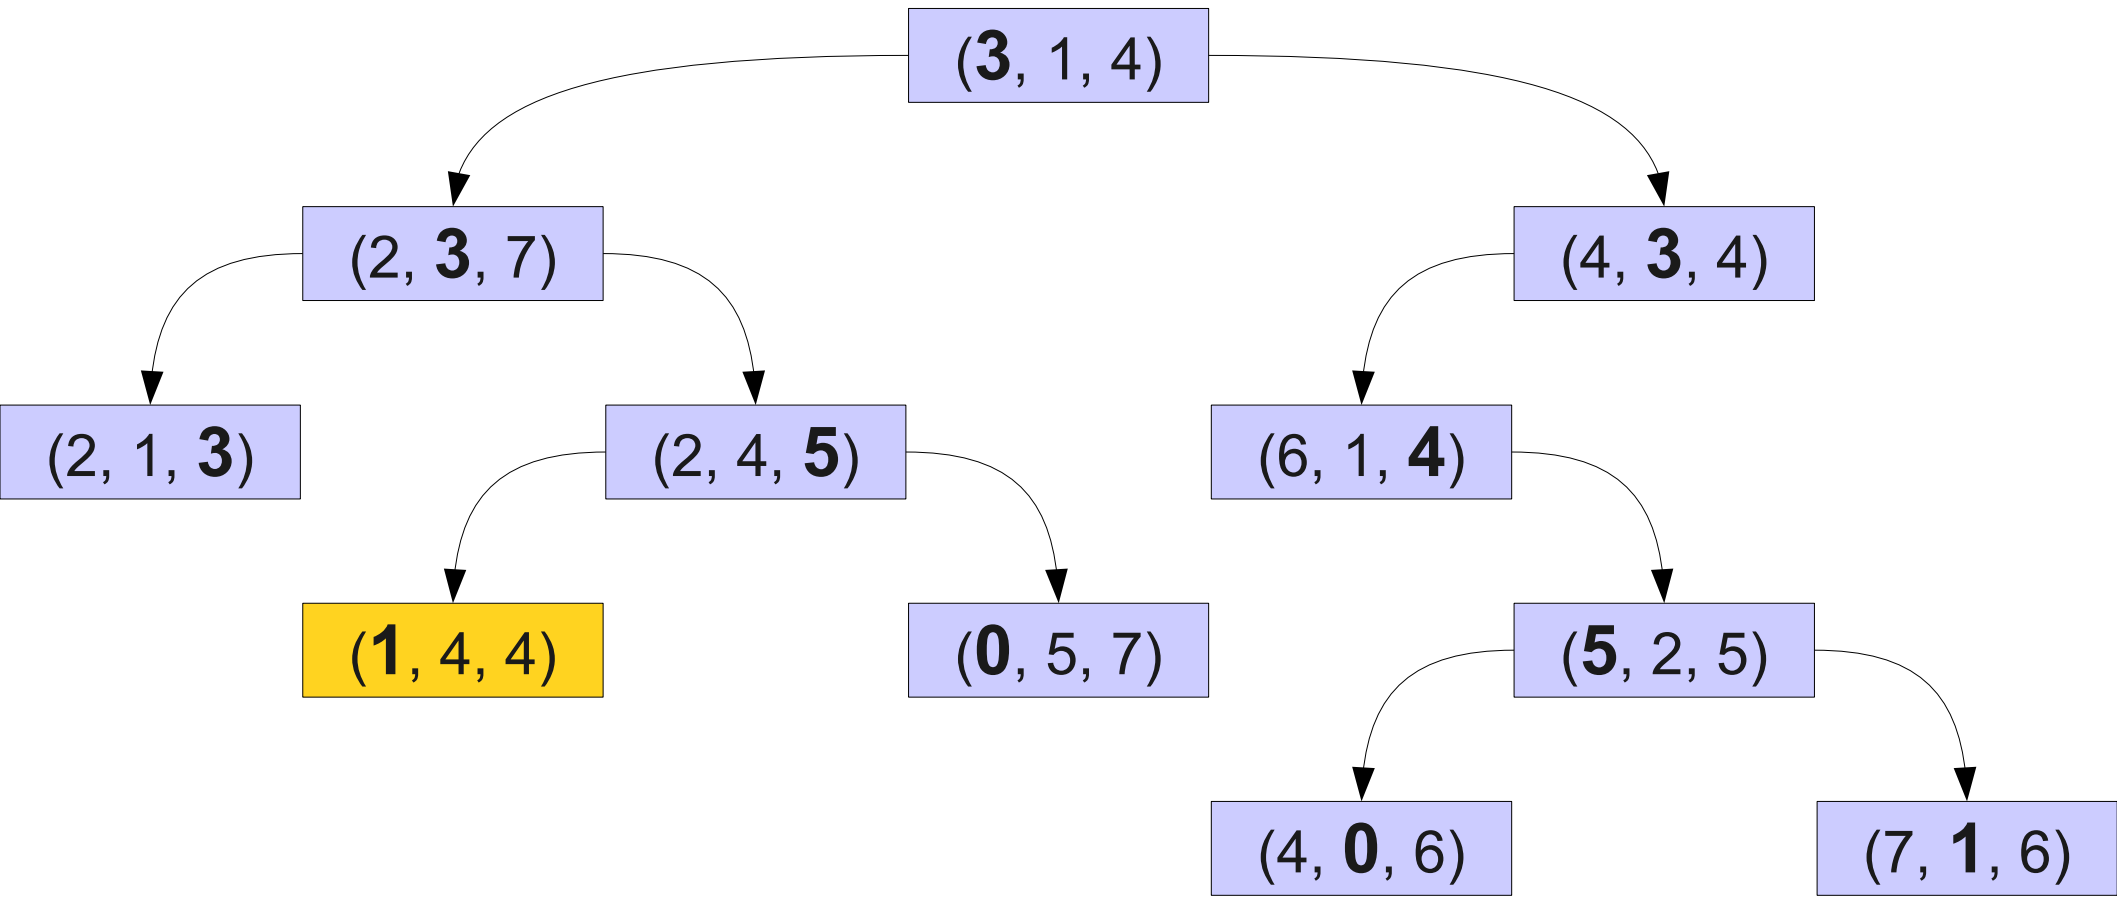 (3, 1, 4)
(2, 3, 7)
(4, 3, 4)
(2, 1, 3)
(2, 4, 5)
(6, 1, 4)
(1, 4, 4)
(0, 5, 7)
(5, 2, 5)
(4, 0, 6)
(7, 1, 6)